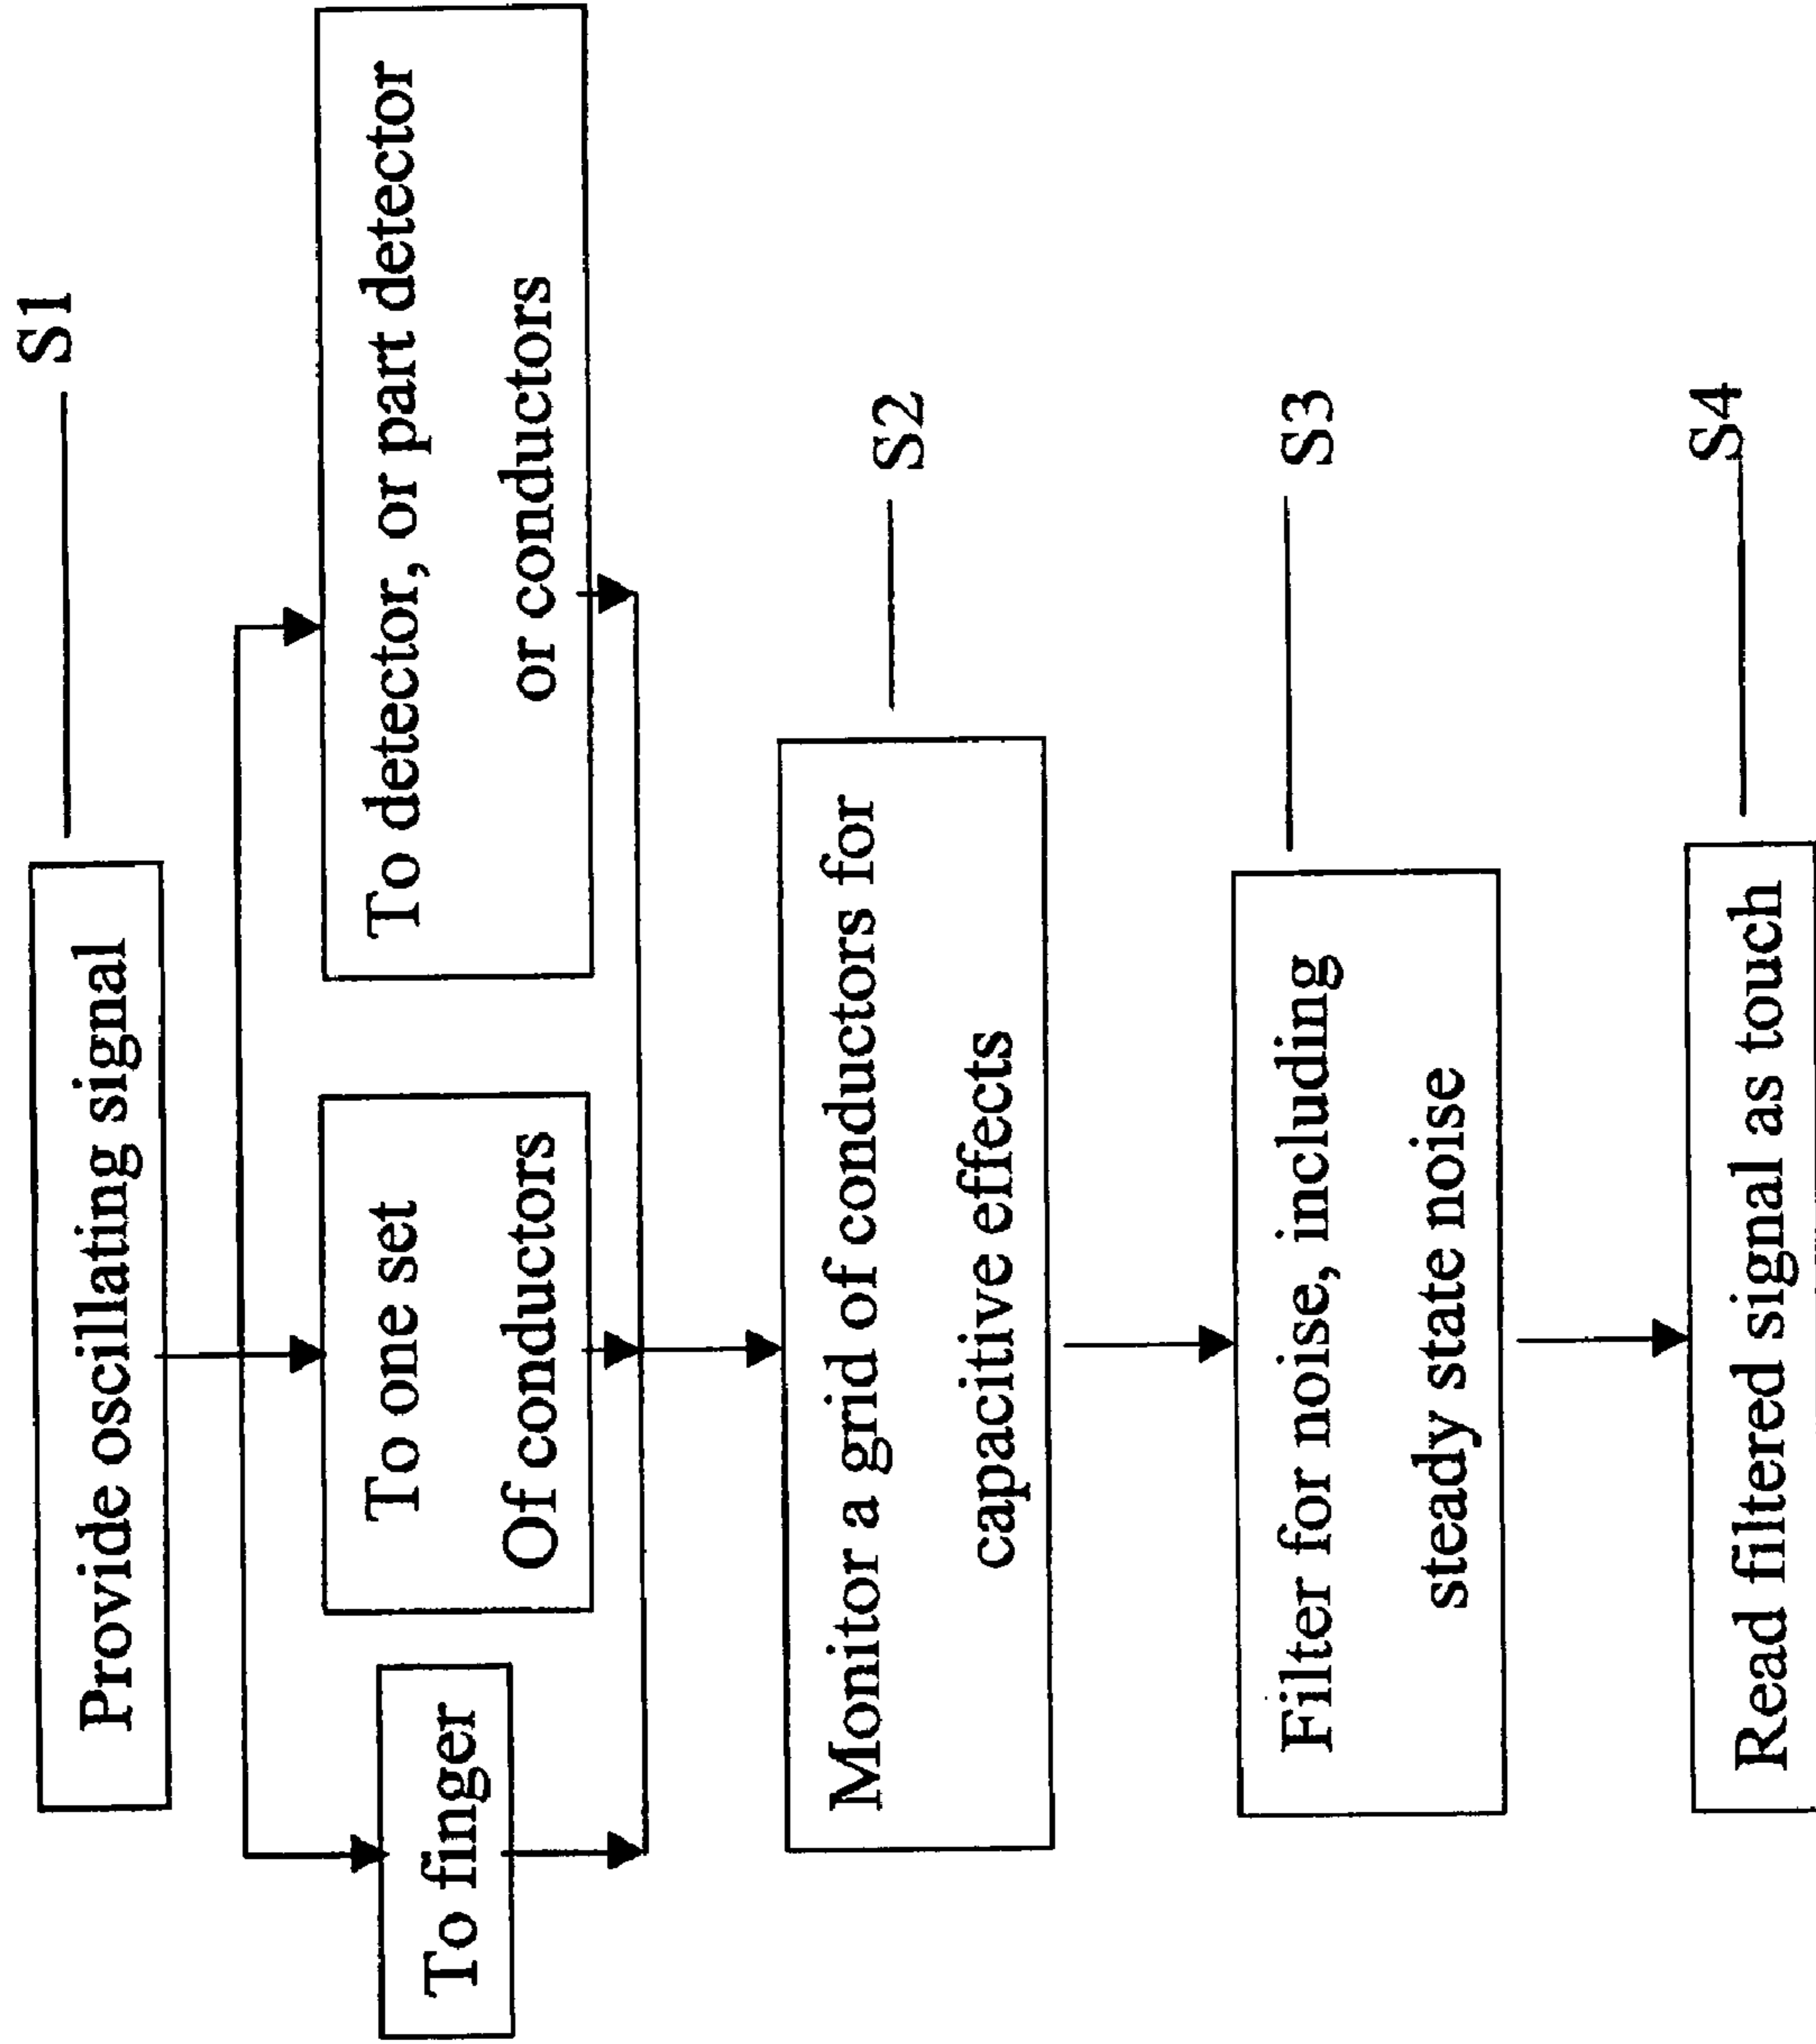 Provide oscillating signal
S1
To finger
To one set
Of conductors
To detector, or part detector
or conductors
Monitor a grid of conductors for
capacitive effects
S2
Filter for noise, including
steady state noise
S3
Read filtered signal as touch
S4